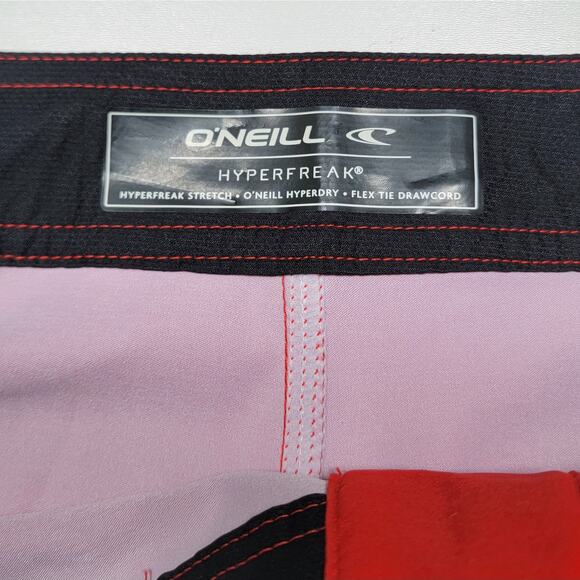 O'NEILL
HYPERFREAK®
HYPERFREAK STRETCH • O'NEILL HYPERDRY • FLEX TIE DRAWCORD